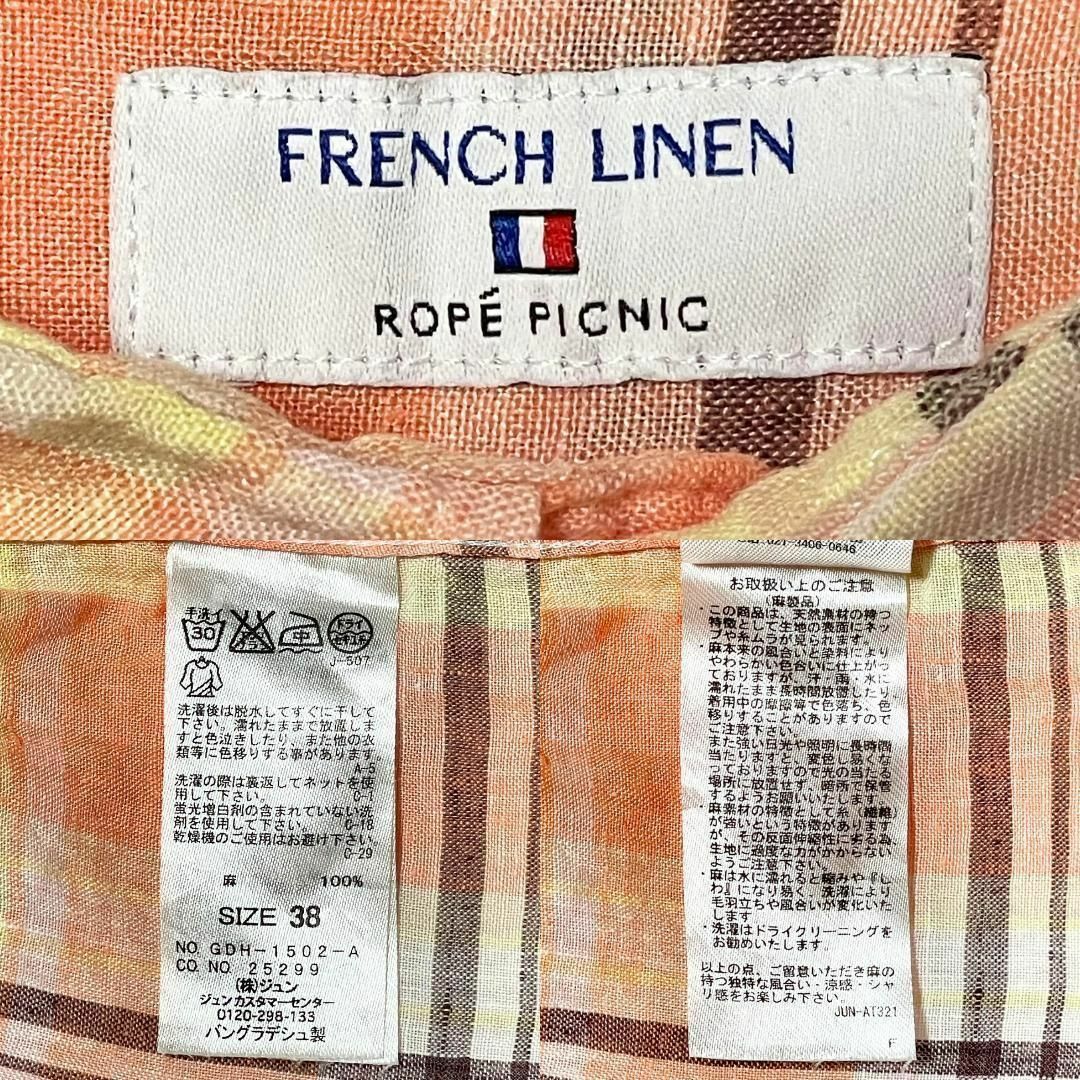 FRENCH LINEN
ROPÉ PICNIC
手洗イ
30
ドライ
セキユ系
J-507
洗濯後は脱水してすぐに干して
下さい。濡れたままで放置しま
すと色泣きしたり、また他の衣
類等に色移りする事があります。
A-5
洗濯の際は裏返してネットを使
用して下さい。
蛍光増白剤の含まれていない洗
剤を使用して下さい。 C-18
乾燥機のご使用はお避け下さい。
C-29
麻 100%
SIZE 38
NO. GDH-1502-A
CO. NO. 25299
(株)ジュン
ジュンカスタマーセンター
0120-298-133
バングラデシュ製
021-3406-0646
お取扱い上のご注意
(麻製品)
・この商品は、天然素材の持つ
特徴として生地の表面にネッ
プや糸ムラが見られます。
・麻本来の風合いと染料により
やわらかい色合いに仕上がっ
ておりますが、汗・雨・水に
濡れたまま長時間放置したり
着用中の摩擦等で色落ち、色
移りすることがありますので
ご注意下さい。
また強い日光や照明に長時間
当たりますと、変色し易くな
っておりますので光の当たる
場所に放置せず、暗所で保管
するようお願いいたします。
・麻素材の特徴として糸(繊維)
が強いという特徴があります
が、その反面伸縮性に劣る為、
生地に過度な力がかからない
ようご注意下さい。
・麻は水に濡れると縮みや『し
わ』になり易く、洗濯により
毛羽立ちや風合いが変化いた
します
・洗濯はドライクリーニングを
お勧めいたします。
以上の点、ご留意いただき麻の
持つ独特な風合い・涼感・シャ
リ感をお楽しみ下さい。
JUN-AT321
F